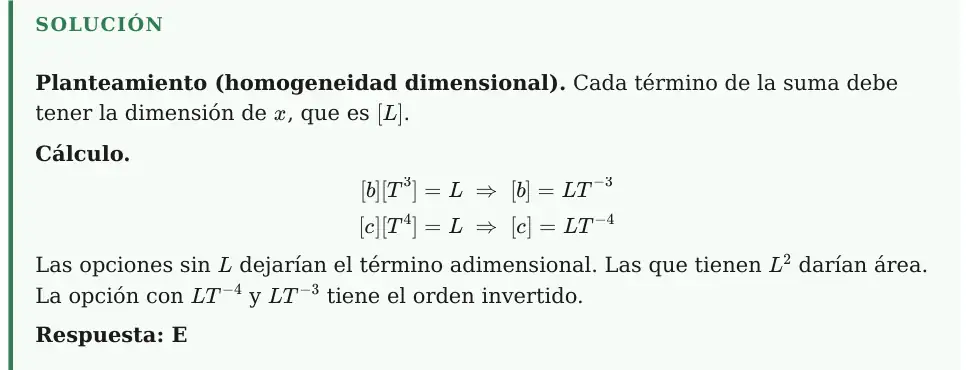 SOLUCIÓN
Planteamiento (homogeneidad dimensional). Cada término de la suma debe
tener la dimensión de x, que es [L].
Cálculo.
[b][T³] = L ⇒ [b] = LT⁻³
[c][T⁴] = L ⇒ [c] = LT⁻⁴
Las opciones sin L dejarían el término adimensional. Las que tienen L² darían área.
La opción con LT⁻⁴ y LT⁻³ tiene el orden invertido.
Respuesta: E